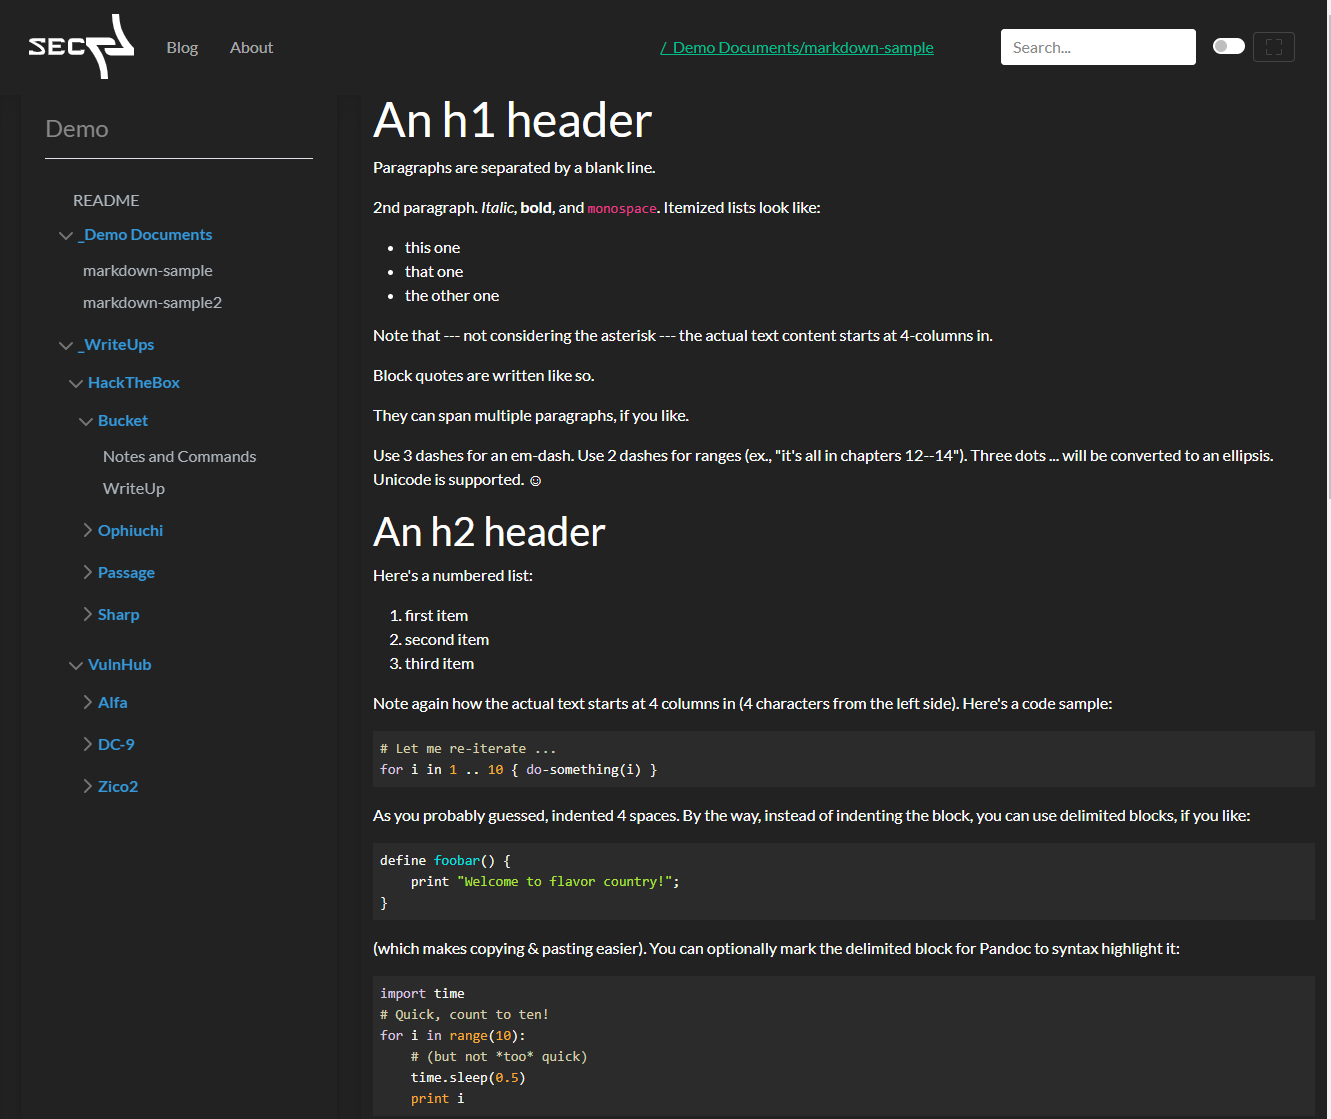 SEC
Blog
About
/ Demo Documents/markdown-sample
Search...
Demo
README
_Demo Documents
markdown-sample
markdown-sample2
_WriteUps
HackTheBox
Bucket
Notes and Commands
WriteUp
Ophiuchi
Passage
Sharp
VulnHub
Alfa
DC-9
Zico2
An h1 header
Paragraphs are separated by a blank line.
2nd paragraph. Italic, bold, and monospace. Itemized lists look like:
• this one
• that one
• the other one
Note that --- not considering the asterisk --- the actual text content starts at 4-columns in.
Block quotes are written like so.
They can span multiple paragraphs, if you like.
Use 3 dashes for an em-dash. Use 2 dashes for ranges (ex., "it's all in chapters 12--14"). Three dots ... will be converted to an ellipsis.
Unicode is supported. ☺
An h2 header
Here's a numbered list:
1. first item
2. second item
3. third item
Note again how the actual text starts at 4 columns in (4 characters from the left side). Here's a code sample:
# Let me re-iterate ...
for i in 1 .. 10 { do-something(i) }
As you probably guessed, indented 4 spaces. By the way, instead of indenting the block, you can use delimited blocks, if you like:
define foobar() {
    print "Welcome to flavor country!";
}
(which makes copying & pasting easier). You can optionally mark the delimited block for Pandoc to syntax highlight it:
import time
# Quick, count to ten!
for i in range(10):
    # (but not *too* quick)
    time.sleep(0.5)
    print i